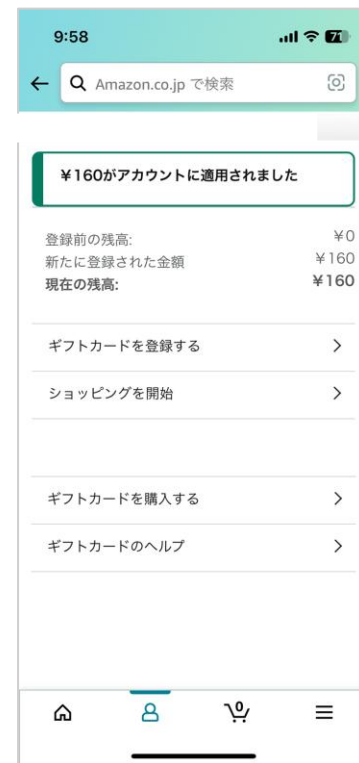 9:58
71
Amazon.co.jp で検索
¥160がアカウントに適用されました
登録前の残高: ¥0
新たに登録された金額 ¥160
現在の残高: ¥160
ギフトカードを登録する
ショッピングを開始
ギフトカードを購入する
ギフトカードのヘルプ
0